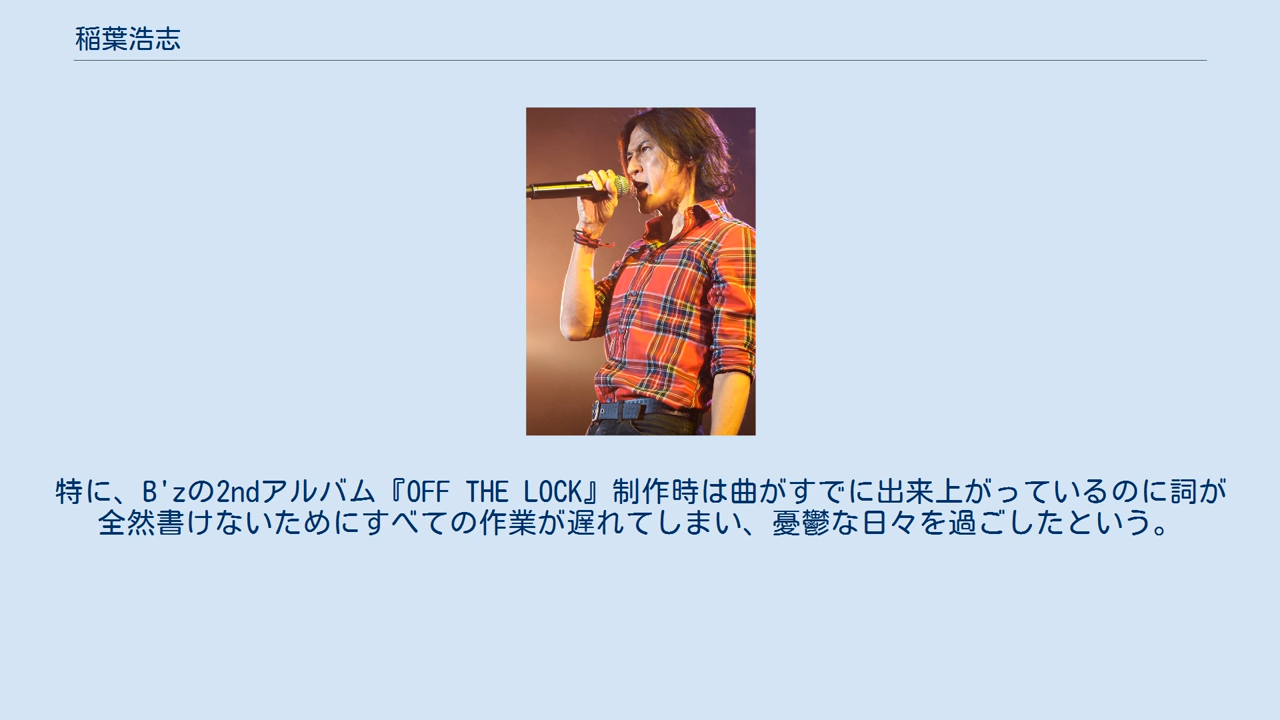 稲葉浩志
特に、B'zの2ndアルバム『OFF THE LOCK』制作時は曲がすでに出来上がっているのに詞が
全然書けないためにすべての作業が遅れてしまい、憂鬱な日々を過ごしたという。